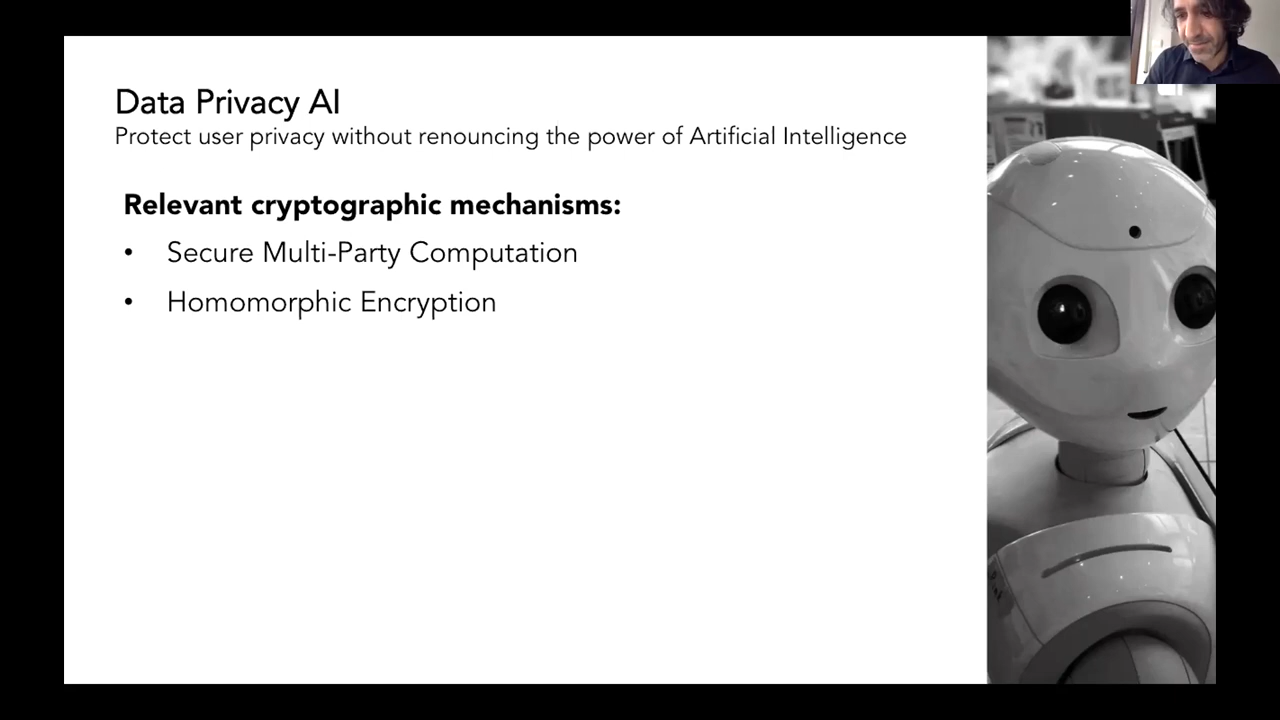 Data Privacy AI
Protect user privacy without renouncing the power of Artificial Intelligence
Relevant cryptographic mechanisms:
• Secure Multi-Party Computation
• Homomorphic Encryption